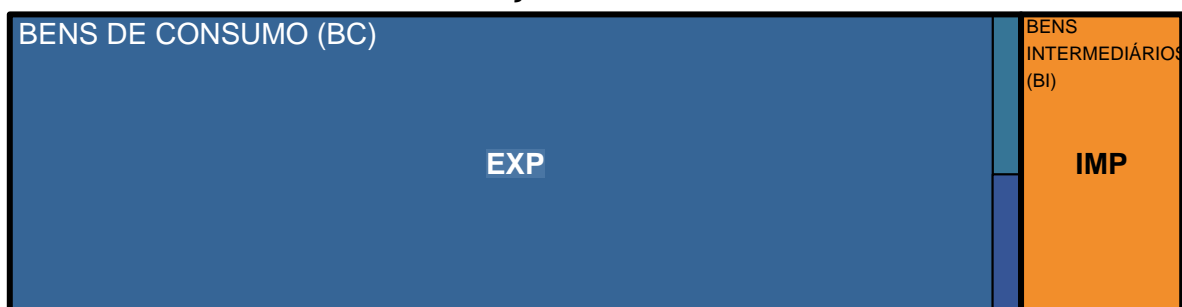 BENS DE CONSUMO (BC)
BENS
INTERMEDIÁRIOS
(BI)
EXP
IMP